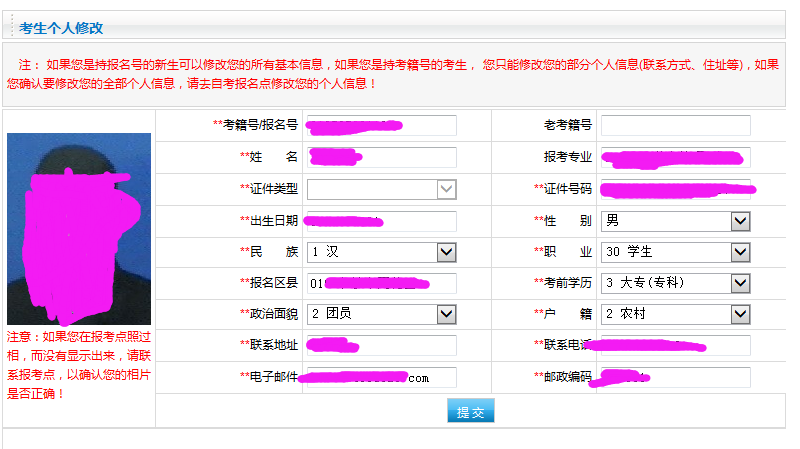 考生个人修改
注： 如果您是持报名号的新生可以修改您的所有基本信息，如果您是持考籍号的考生， 您只能修改您的部分个人信息(联系方式、住址等)，如果
您确认要修改您的全部个人信息，请去自考报名点修改您的个人信息！
**考籍号/报名号 老考籍号
**姓 名 报考专业
**证件类型 **证件号码
**出生日期 **性 别 男
**民 族 1 汉 **职 业 30 学生
**报名区县 01 考前学历 3 大专(专科)
**政治面貌 2 团员 **户 籍 2 农村
**联系地址 **联系电话
**电子邮件 com **邮政编码
注意：如果您在报考点照过
相，而没有显示出来，请联
系报考点，以确认您的相片
是否正确！
提交